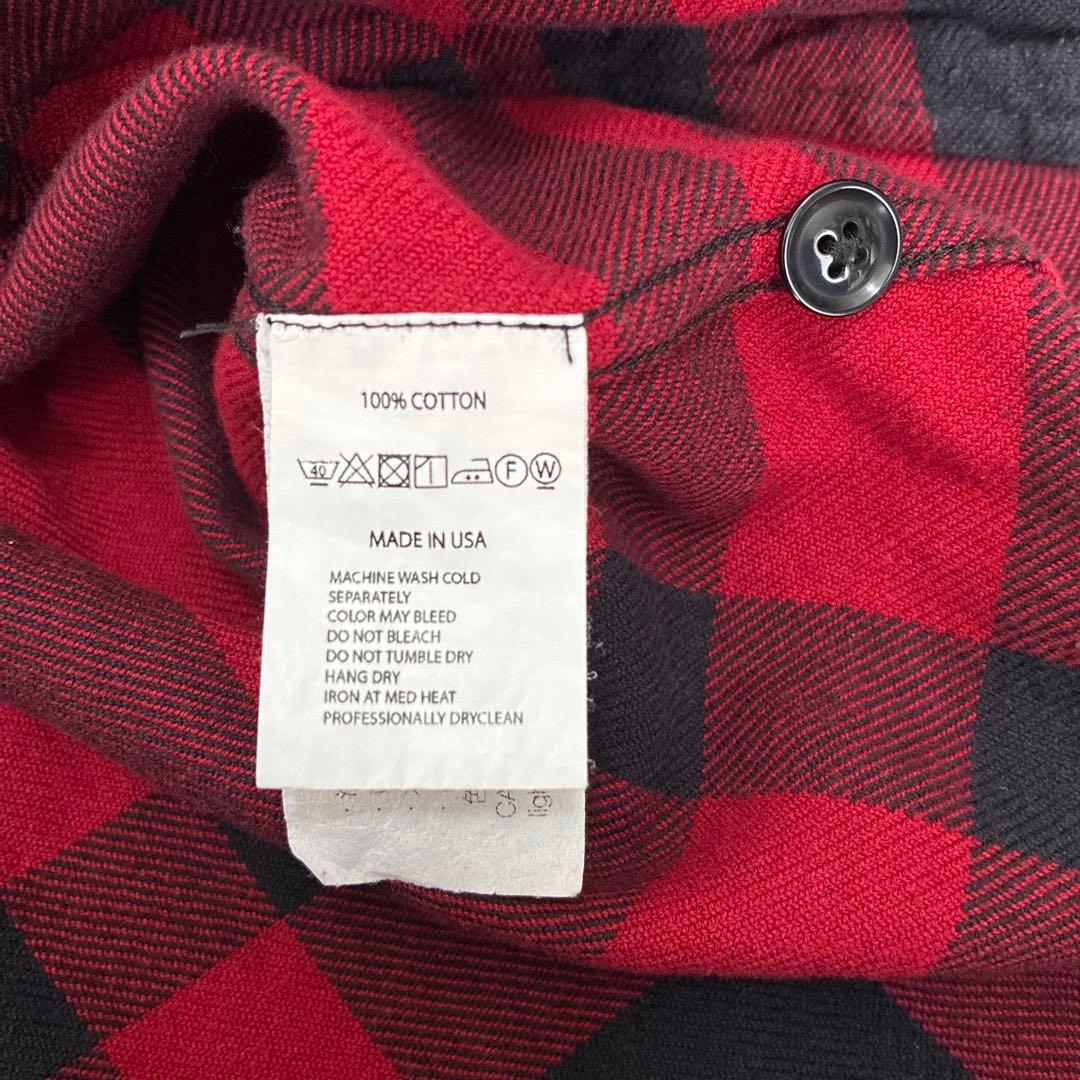 100% COTTON
40 F W
MADE IN USA
MACHINE WASH COLD
SEPARATELY
COLOR MAY BLEED
DO NOT BLEACH
DO NOT TUMBLE DRY
HANG DRY
IRON AT MED HEAT
PROFESSIONALLY DRYCLEAN